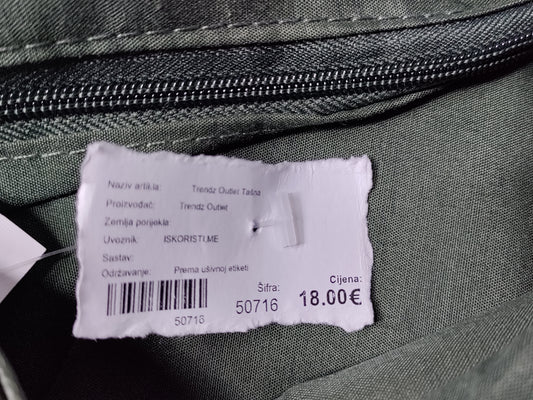 Naziv artikla: Trendz Outlet Tašna
Proizvođač: Trendz Outlet
Zemlja porijekla:
Uvoznik: ISKORISTI.ME
Sastav:
Održavanje: Prema ušivnoj etiketi
50716
Šifra:
50716
Cijena:
18.00€